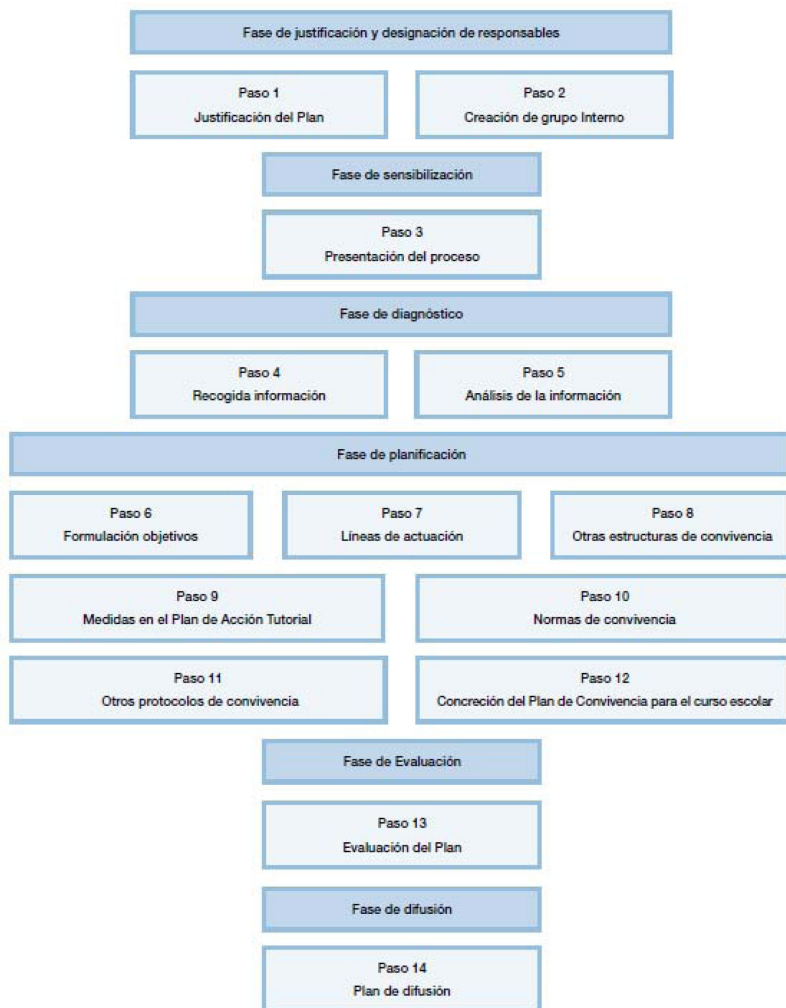 Fase de justificación y designación de responsables
Paso 1
Justificación del Plan
Paso 2
Creación de grupo Interno
Fase de sensibilización
Paso 3
Presentación del proceso
Fase de diagnóstico
Paso 4
Recogida información
Paso 5
Análisis de la información
Fase de planificación
Paso 6
Formulación objetivos
Paso 7
Líneas de actuación
Paso 8
Otras estructuras de convivencia
Paso 9
Medidas en el Plan de Acción Tutorial
Paso 10
Normas de convivencia
Paso 11
Otros protocolos de convivencia
Paso 12
Concreción del Plan de Convivencia para el curso escolar
Fase de Evaluación
Paso 13
Evaluación del Plan
Fase de difusión
Paso 14
Plan de difusión